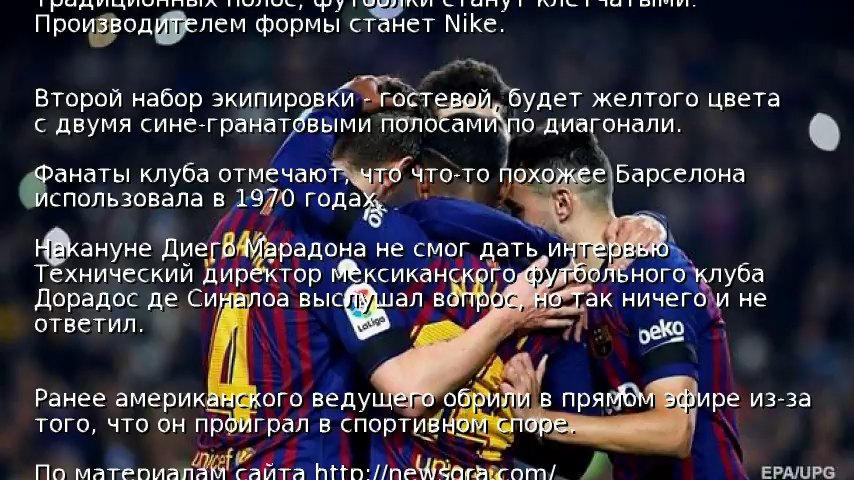 традиционных полос, футболки станут клетчатыми.
Производителем формы станет Nike.
Второй набор экипировки - гостевой, будет желтого цвета
с двумя сине-гранатовыми полосами по диагонали.
Фанаты клуба отмечают, что что-то похожее Барселона
использовала в 1970 годах.
Накануне Диего Марадона не смог дать интервью
Технический директор мексиканского футбольного клуба
Дорадос де Синалоа выслушал вопрос, но так ничего и не
ответил.
Ранее американского ведущего обрили в прямом эфире из-за
того, что он проиграл в спортивном споре.
По материалам сайта http://newsora.com/
EPA/UPG
LaLiga
beko
unicef
4